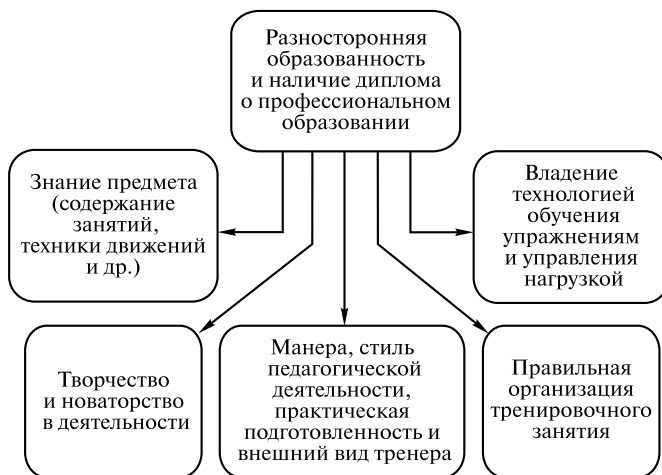 Разносторонняя
образованность
и наличие диплома
о профессиональном
образовании
Знание предмета
(содержание
занятий,
техники движений
и др.)
Владение
технологией
обучения
упражнениям
и управления
нагрузкой
Творчество
и новаторство
в деятельности
Манера, стиль
педагогической
деятельности,
практическая
подготовленность и
внешний вид тренера
Правильная
организация
тренировочного
занятия